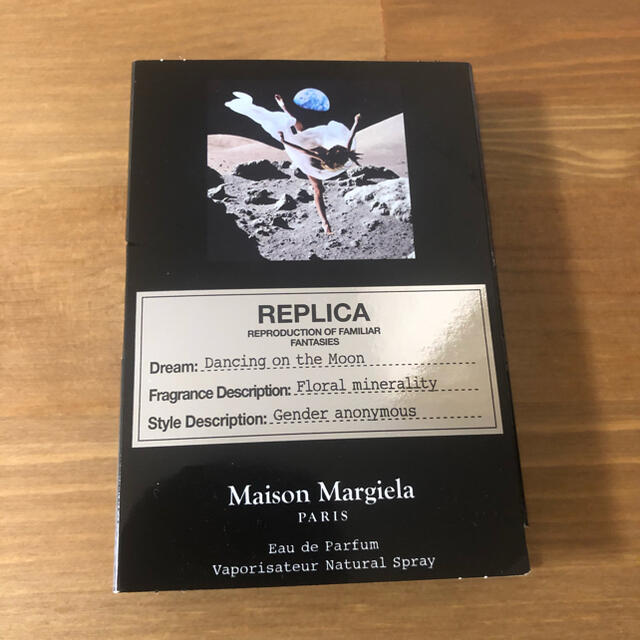 REPLICA
REPRODUCTION OF FAMILIAR
FANTASIES
Dream: Dancing on the Moon
Fragrance Description: Floral minerality
Style Description: Gender anonymous
Maison Margiela
PARIS
Eau de Parfum
Vaporisateur Natural Spray